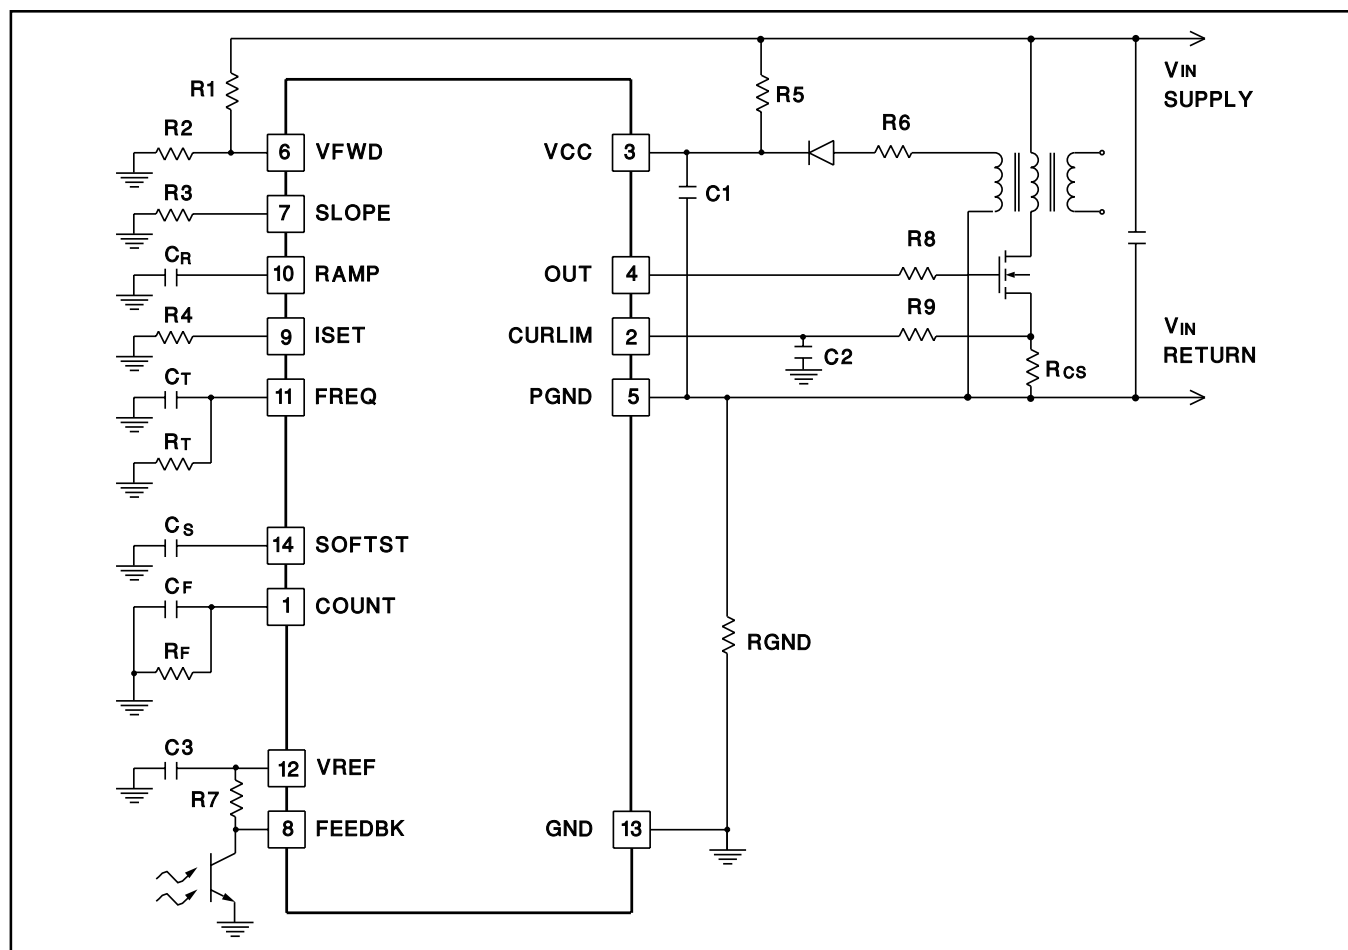 R1
R2
6 VFWD
R3
7 SLOPE
CR
10 RAMP
R4
9 ISET
CT
11 FREQ
RT
CS
14 SOFTST
CF
1 COUNT
RF
C3
12 VREF
R7
8 FEEDBK
VCC 3
R5
R6
C1
OUT 4
R8
CURLIM 2
R9
C2
PGND 5
RCS
RGND
GND 13
VIN
SUPPLY
VIN
RETURN